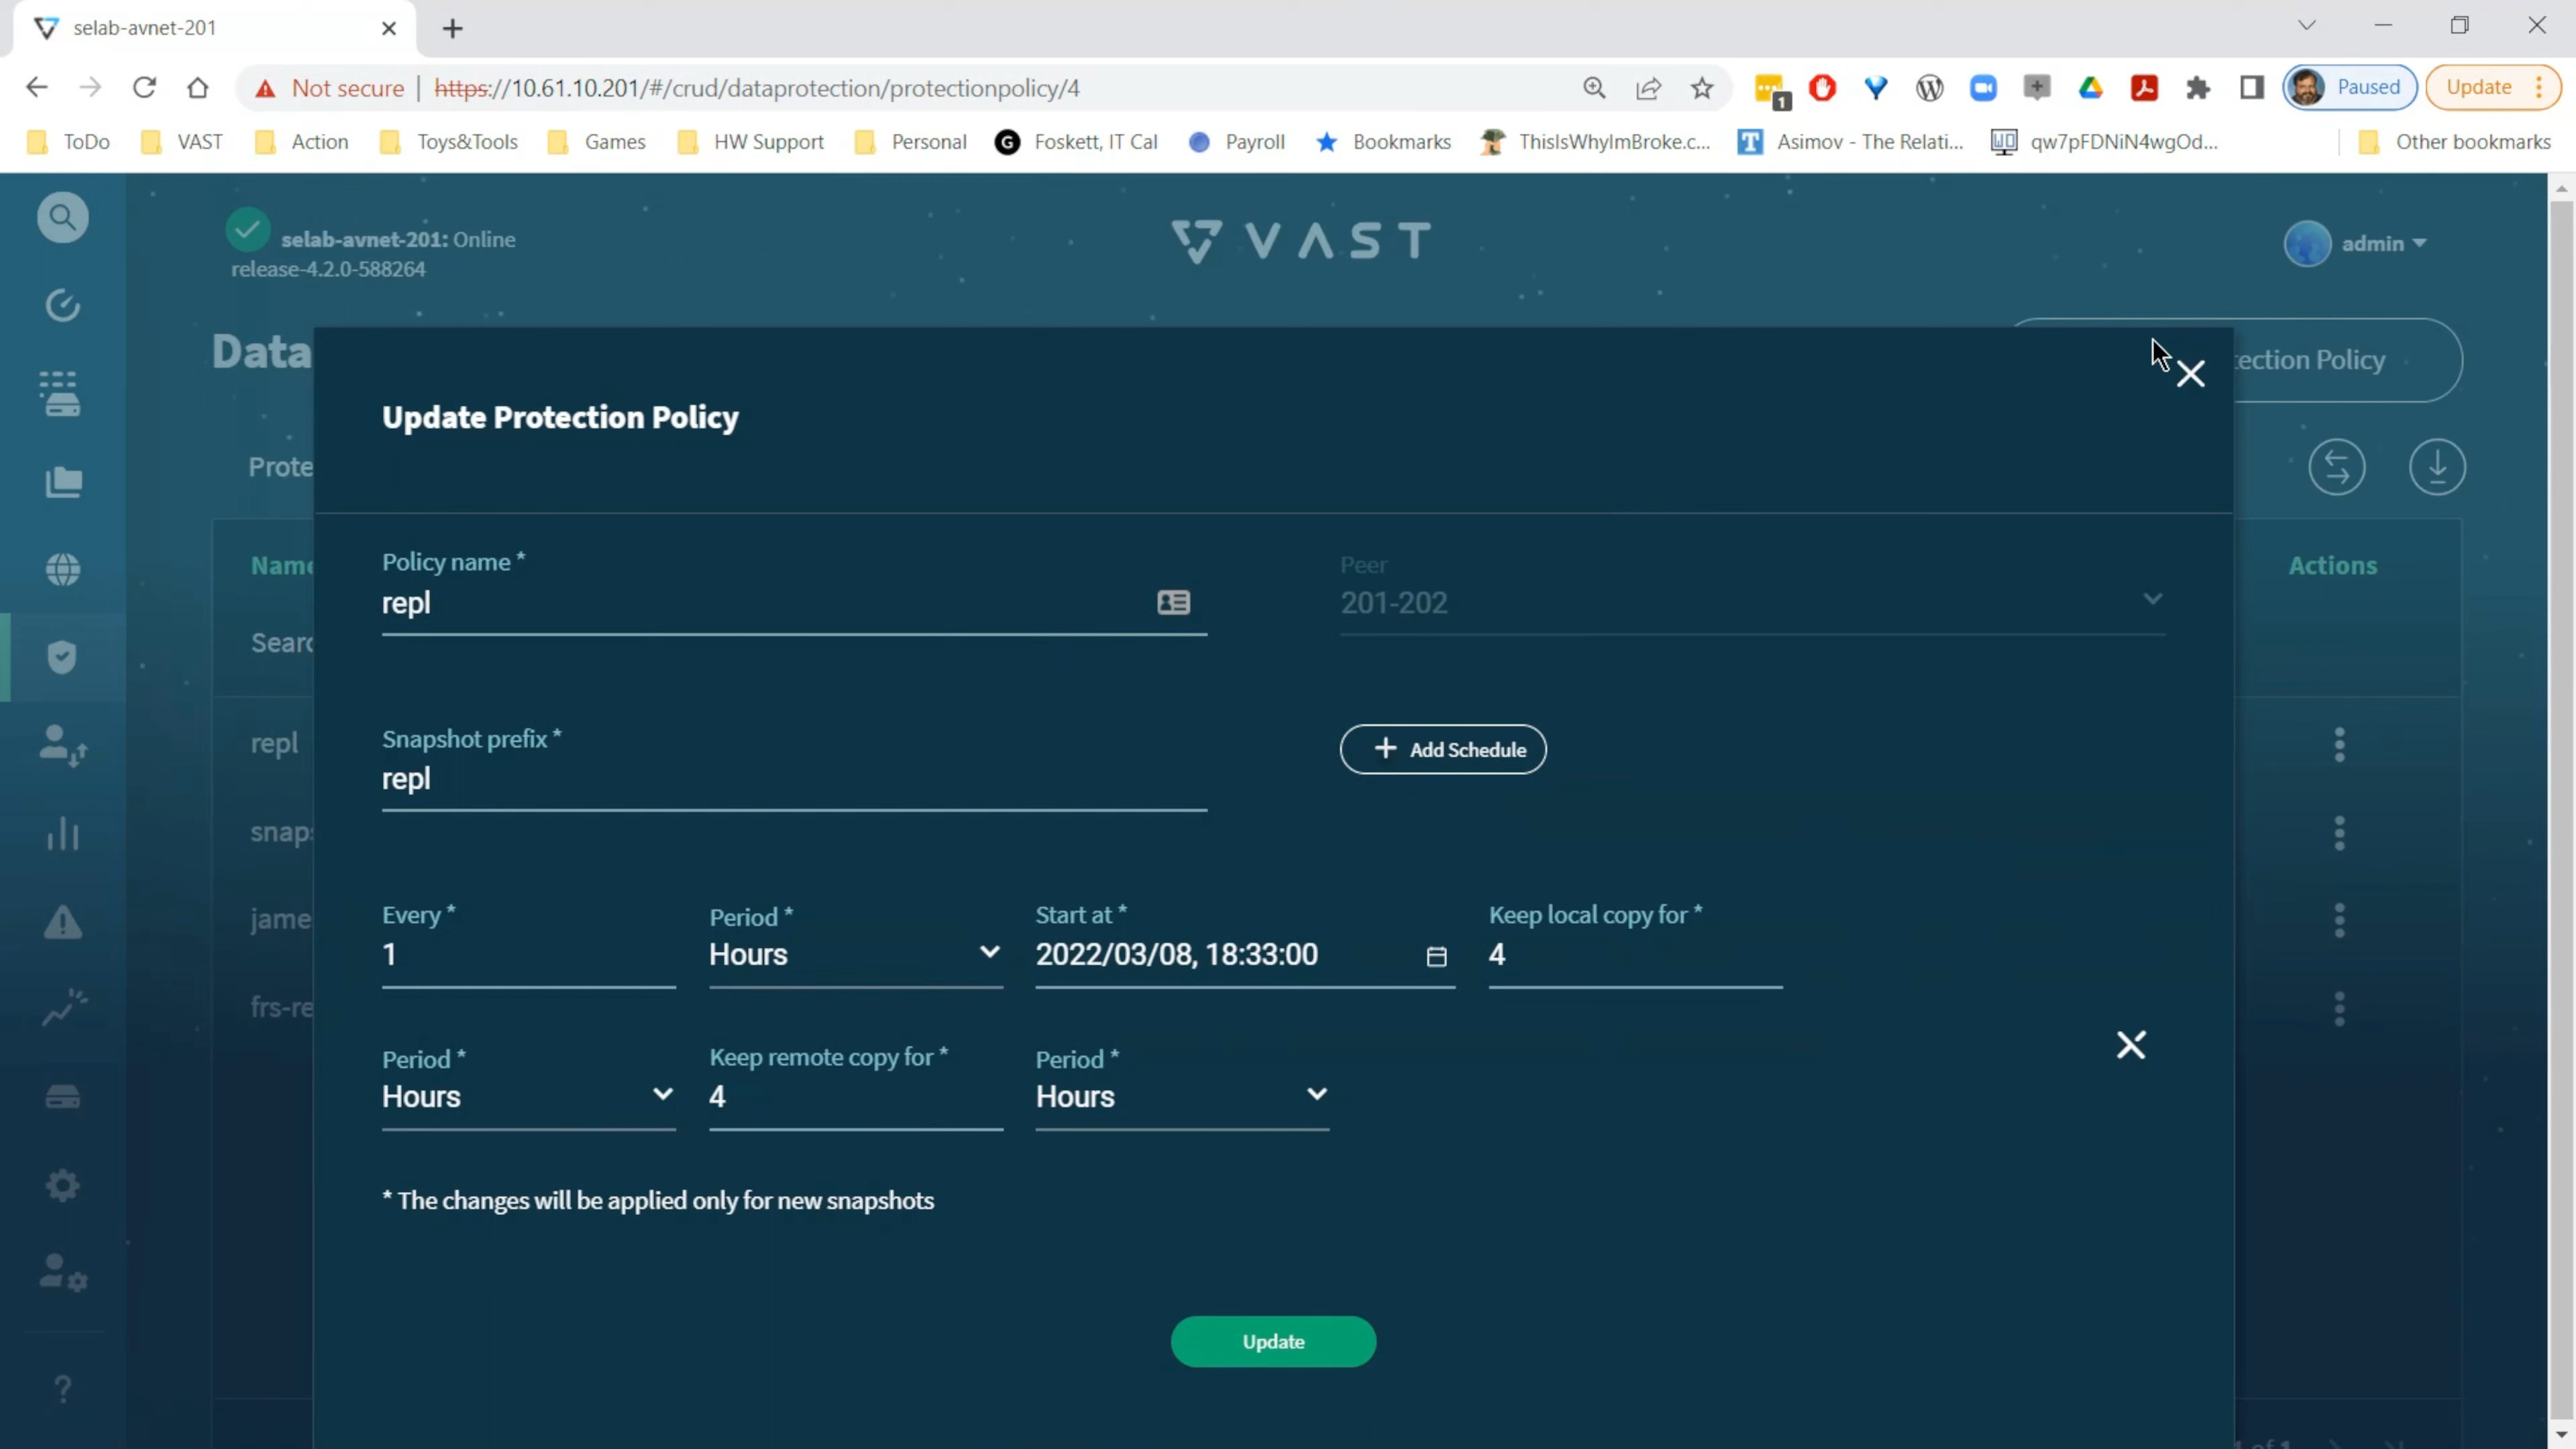 selab-avnet-201
Not secure | https://10.61.10.201/#/crud/dataprotection/protectionpolicy/4
1
Paused
Update
ToDo
VAST
Action
Toys&Tools
Games
HW Support
Personal
G
Foskett, IT Cal
Payroll
Bookmarks
ThisIsWhyImBroke.c...
T
Asimov - The Relati...
qw7pFDNiN4wgOd...
Other bookmarks
selab-avnet-201: Online
release-4.2.0-588264
VAST
admin
Data
tection Policy
Update Protection Policy
Prote
Name
Actions
Policy name *
repl
Peer
201-202
Searc
Snapshot prefix *
repl
+ Add Schedule
repl
snap
jame
frs-re
Every *
1
Period *
Hours
Start at *
2022/03/08, 18:33:00
Keep local copy for *
4
Period *
Hours
Keep remote copy for *
4
Period *
Hours
* The changes will be applied only for new snapshots
Update
?